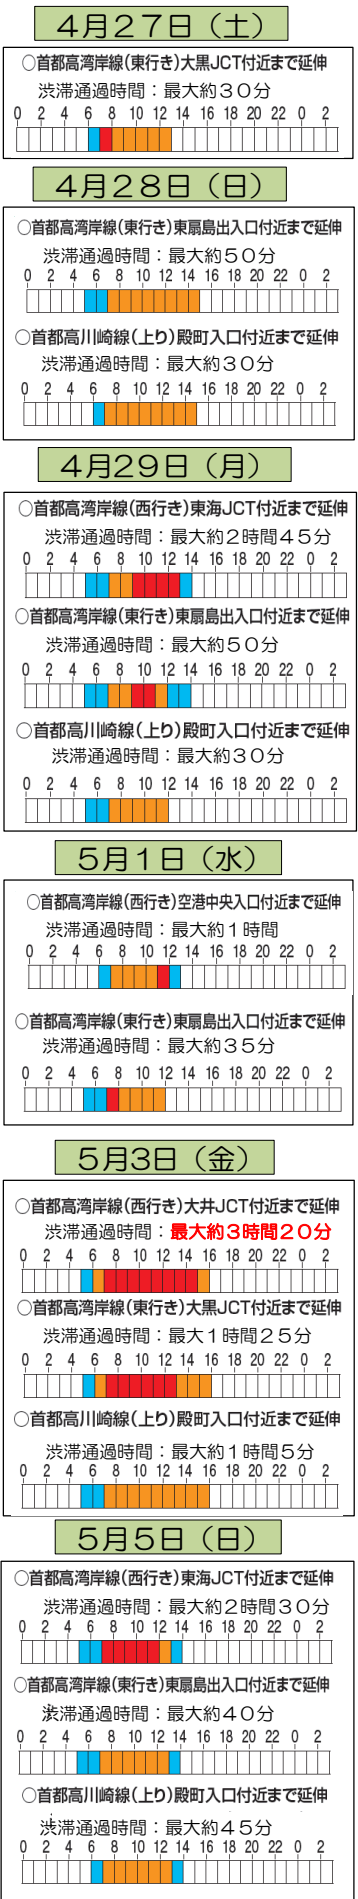 ４月２７日（土）
○首都高湾岸線（東行き）大黒JCT付近まで延伸
渋滞通過時間：最大約３０分
0 2 4 6 8 10 12 14 16 18 20 22 0 2
４月２８日（日）
○首都高湾岸線（東行き）東扇島出入口付近まで延伸
渋滞通過時間：最大約５０分
0 2 4 6 8 10 12 14 16 18 20 22 0 2
○首都高川崎線（上り）殿町入口付近まで延伸
渋滞通過時間：最大約３０分
0 2 4 6 8 10 12 14 16 18 20 22 0 2
４月２９日（月）
○首都高湾岸線（西行き）東海JCT付近まで延伸
渋滞通過時間：最大約２時間４５分
0 2 4 6 8 10 12 14 16 18 20 22 0 2
○首都高湾岸線（東行き）東扇島出入口付近まで延伸
渋滞通過時間：最大約５０分
0 2 4 6 8 10 12 14 16 18 20 22 0 2
○首都高川崎線（上り）殿町入口付近まで延伸
渋滞通過時間：最大約３０分
0 2 4 6 8 10 12 14 16 18 20 22 0 2
５月１日（水）
○首都高湾岸線（西行き）空港中央入口付近まで延伸
渋滞通過時間：最大約１時間
0 2 4 6 8 10 12 14 16 18 20 22 0 2
○首都高湾岸線（東行き）東扇島出入口付近まで延伸
渋滞通過時間：最大約３５分
0 2 4 6 8 10 12 14 16 18 20 22 0 2
５月３日（金）
○首都高湾岸線（西行き）大井JCT付近まで延伸
渋滞通過時間：最大約３時間２０分
0 2 4 6 8 10 12 14 16 18 20 22 0 2
○首都高湾岸線（東行き）大黒JCT付近まで延伸
渋滞通過時間：最大１時間２５分
0 2 4 6 8 10 12 14 16 18 20 22 0 2
○首都高川崎線（上り）殿町入口付近まで延伸
渋滞通過時間：最大約１時間５分
0 2 4 6 8 10 12 14 16 18 20 22 0 2
５月５日（日）
○首都高湾岸線（西行き）東海JCT付近まで延伸
渋滞通過時間：最大約２時間３０分
0 2 4 6 8 10 12 14 16 18 20 22 0 2
○首都高湾岸線（東行き）東扇島出入口付近まで延伸
渋滞通過時間：最大約４０分
0 2 4 6 8 10 12 14 16 18 20 22 0 2
○首都高川崎線（上り）殿町入口付近まで延伸
渋滞通過時間：最大約４５分
0 2 4 6 8 10 12 14 16 18 20 22 0 2